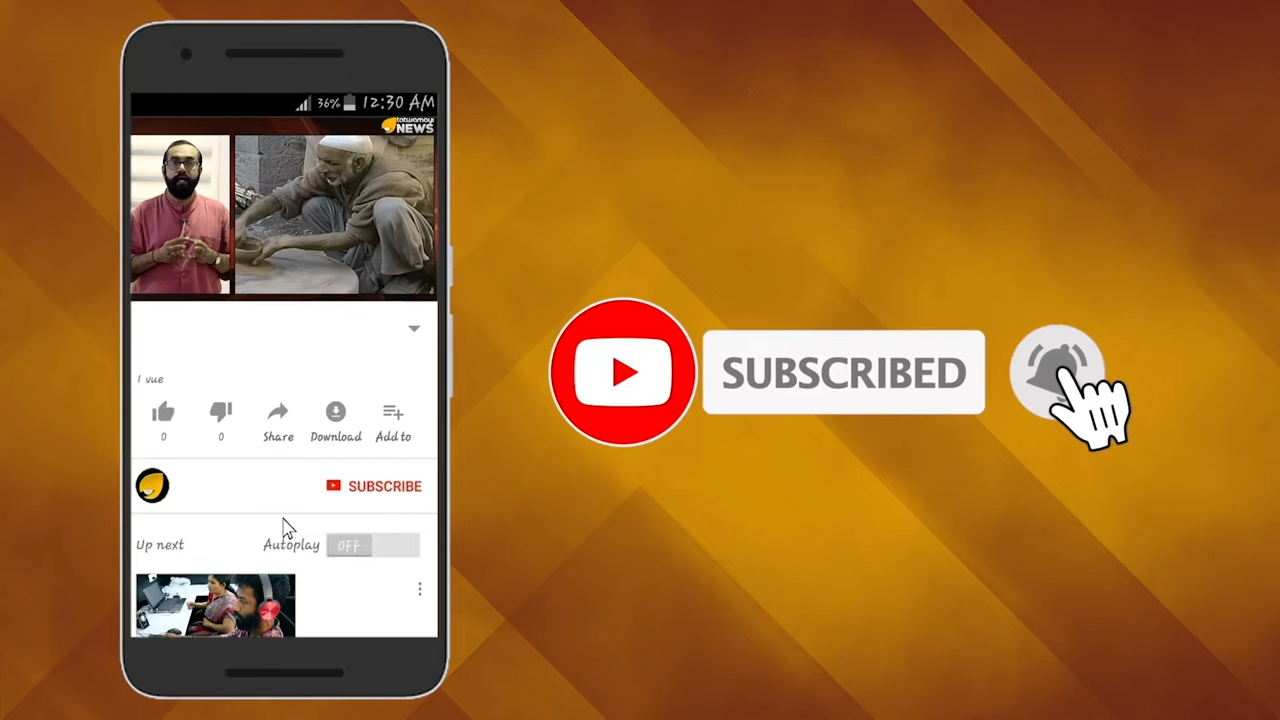 36% 12:30 AM
tatwamayi
NEWS
1 vue
0 0 Share Download Add to
SUBSCRIBE
Up next Autoplay OFF
SUBSCRIBED